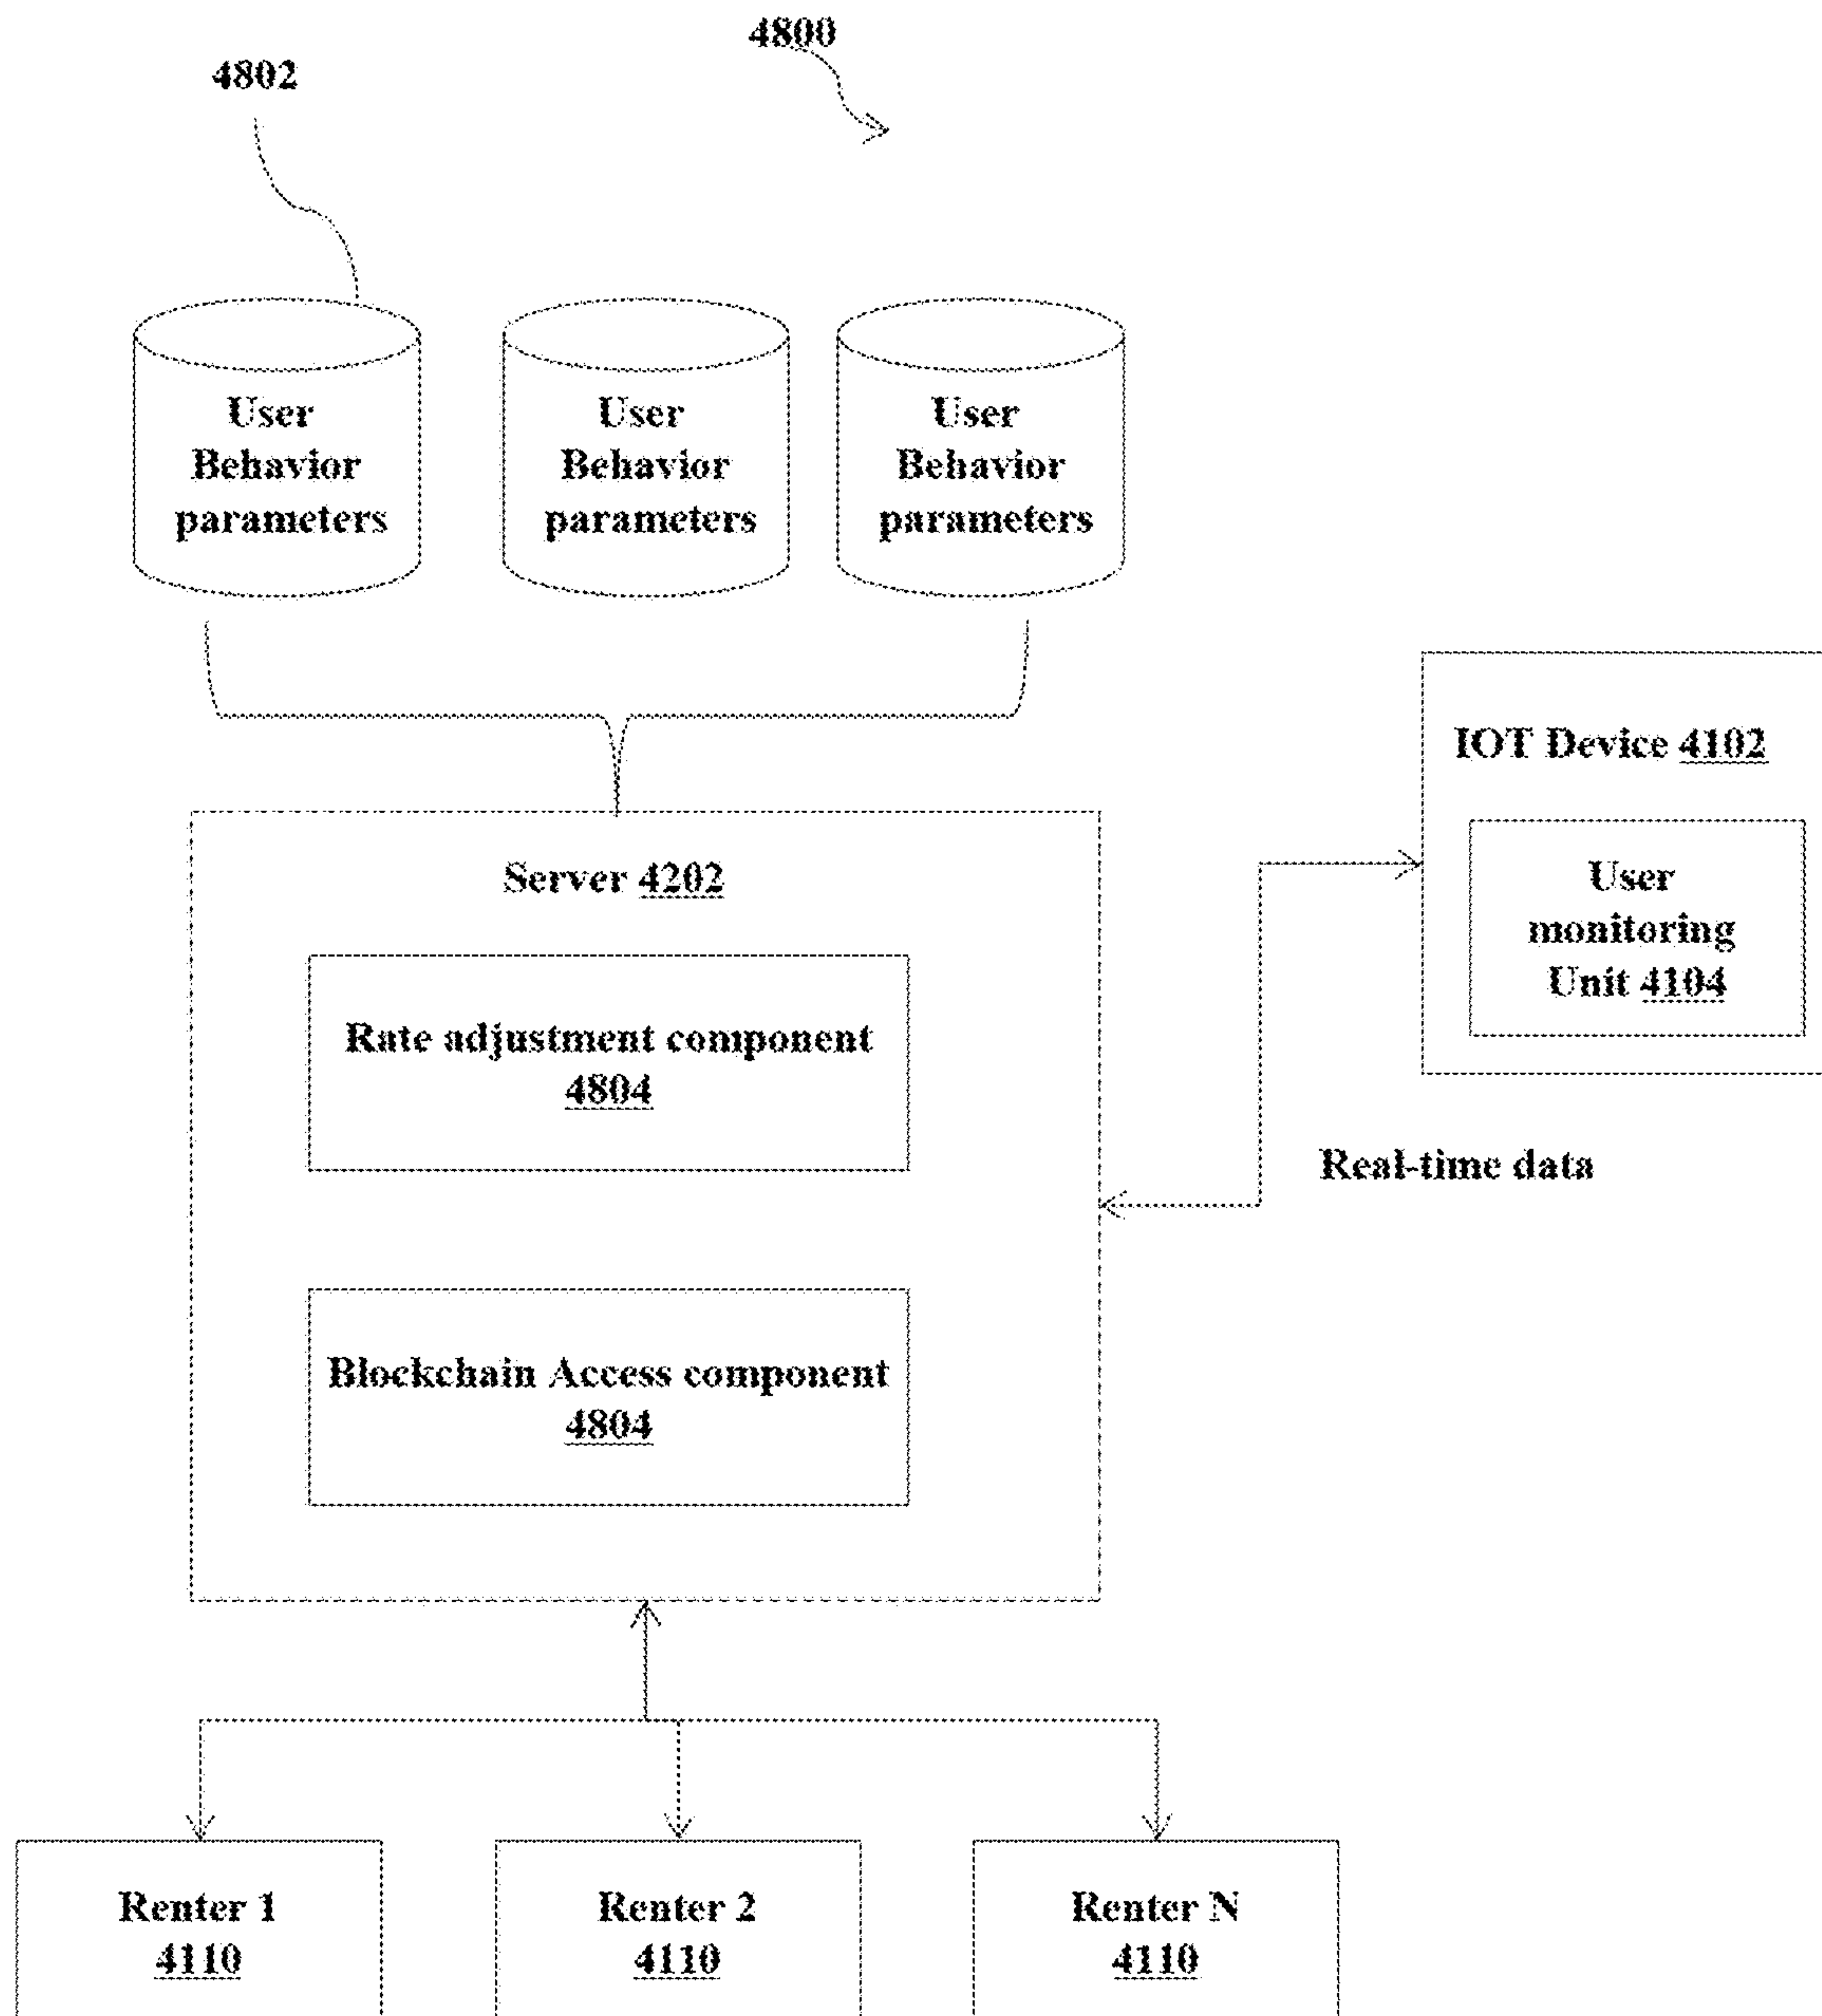 4800
4802
User
Behavior
parameters
User
Behavior
parameters
User
Behavior
parameters
IOT Device 4102
User
monitoring
Unit 4104
Server 4202
Rate adjustment component
4804
Real-time data
Blockchain Access component
4804
Renter 1
4110
Renter 2
4110
Renter N
4110